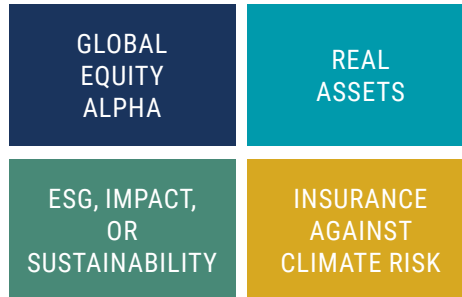 GLOBAL
EQUITY
ALPHA
REAL
ASSETS
ESG, IMPACT,
OR
SUSTAINABILITY
INSURANCE
AGAINST
CLIMATE RISK